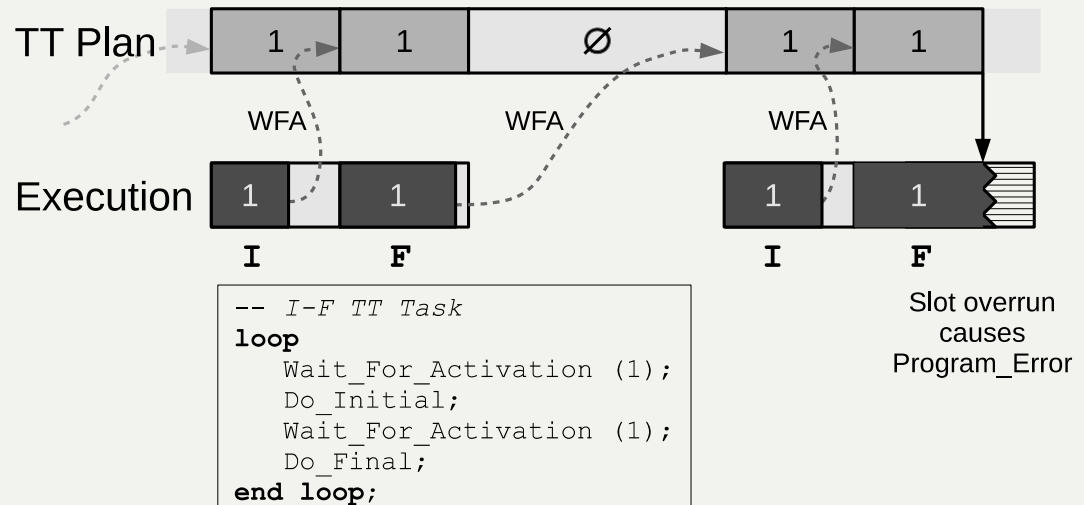 TT Plan
1 1 Ø 1 1
WFA WFA WFA
Execution
1 1 1 1
I F I F
Slot overrun
causes
Program_Error
-- I-F TT Task
loop
Wait_For_Activation (1);
Do_Initial;
Wait_For_Activation (1);
Do_Final;
end loop;